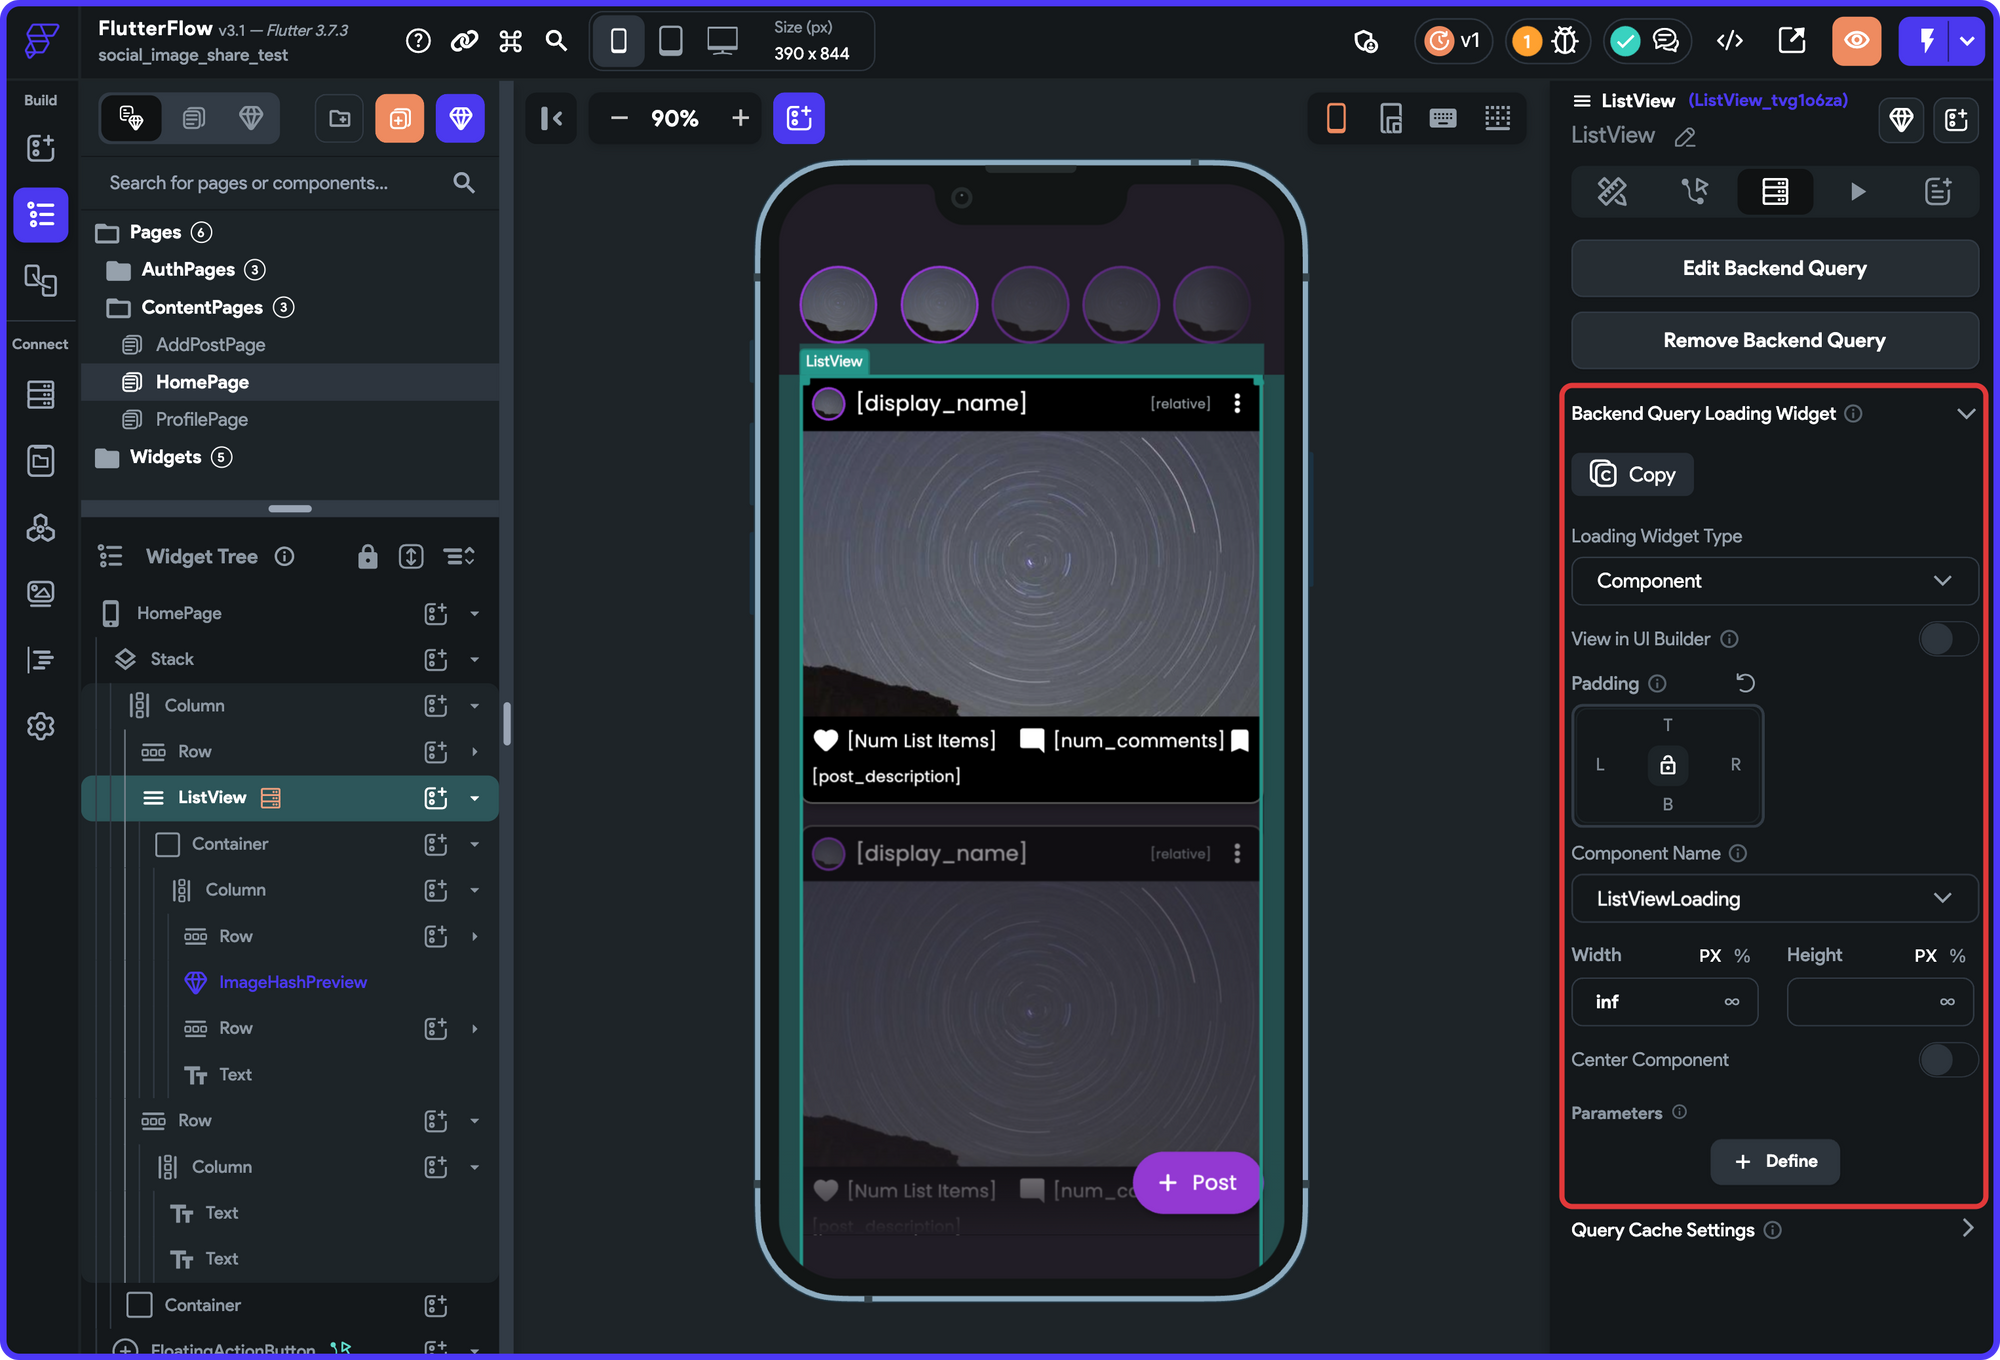 FlutterFlow v3.1 — Flutter 3.7.3
social_image_share_test
Size (px)
390 x 844
v1
1
Build
Connect
Search for pages or components...
Pages 6
AuthPages 3
ContentPages 3
AddPostPage
HomePage
ProfilePage
Widgets 5
Widget Tree
HomePage
Stack
Column
Row
ListView
Container
Column
Row
ImageHashPreview
Row
Text
Row
Column
Text
Text
Container
FloatingActionButton
90%
ListView
[display_name] [relative]
[Num List Items] [num_comments]
[post_description]
[display_name] [relative]
[Num List Items] [num_co
[post_description]
+ Post
ListView (ListView_tvg1o6za)
ListView
Edit Backend Query
Remove Backend Query
Backend Query Loading Widget
Copy
Loading Widget Type
Component
View in UI Builder
Padding
T
L R
B
Component Name
ListViewLoading
Width PX % Height PX %
inf ∞ ∞
Center Component
Parameters
+ Define
Query Cache Settings